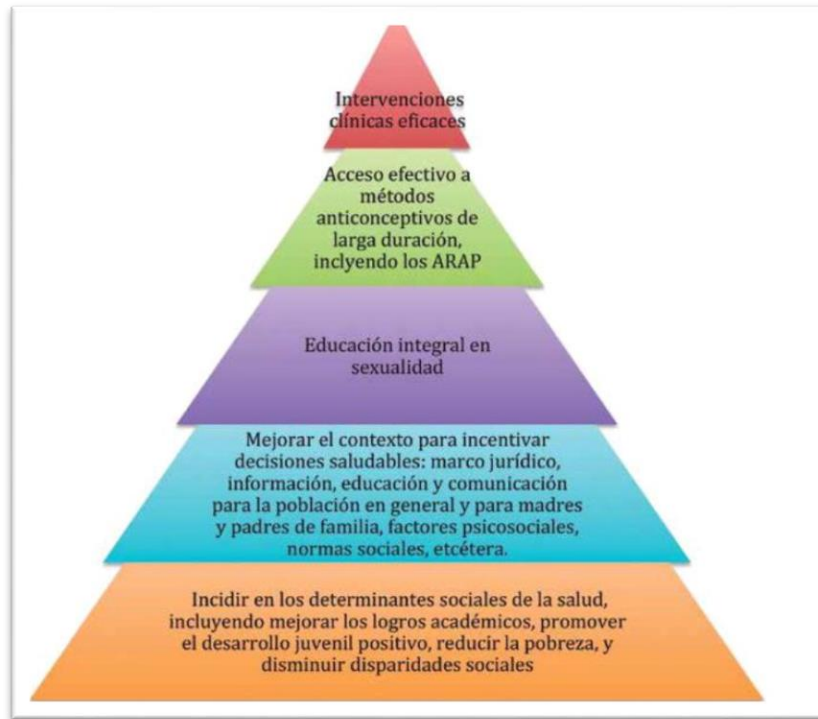 Intervenciones
clínicas eficaces
Acceso efectivo a
métodos
anticonceptivos de
larga duración,
inclyendo los ARAP
Educación integral en
sexualidad
Mejorar el contexto para incentivar
decisiones saludables: marco jurídico,
información, educación y comunicación
para la población en general y para madres
y padres de familia, factores psicosociales,
normas sociales, etcétera.
Incidir en los determinantes sociales de la salud,
incluyendo mejorar los logros académicos, promover
el desarrollo juvenil positivo, reducir la pobreza, y
disminuir disparidades sociales